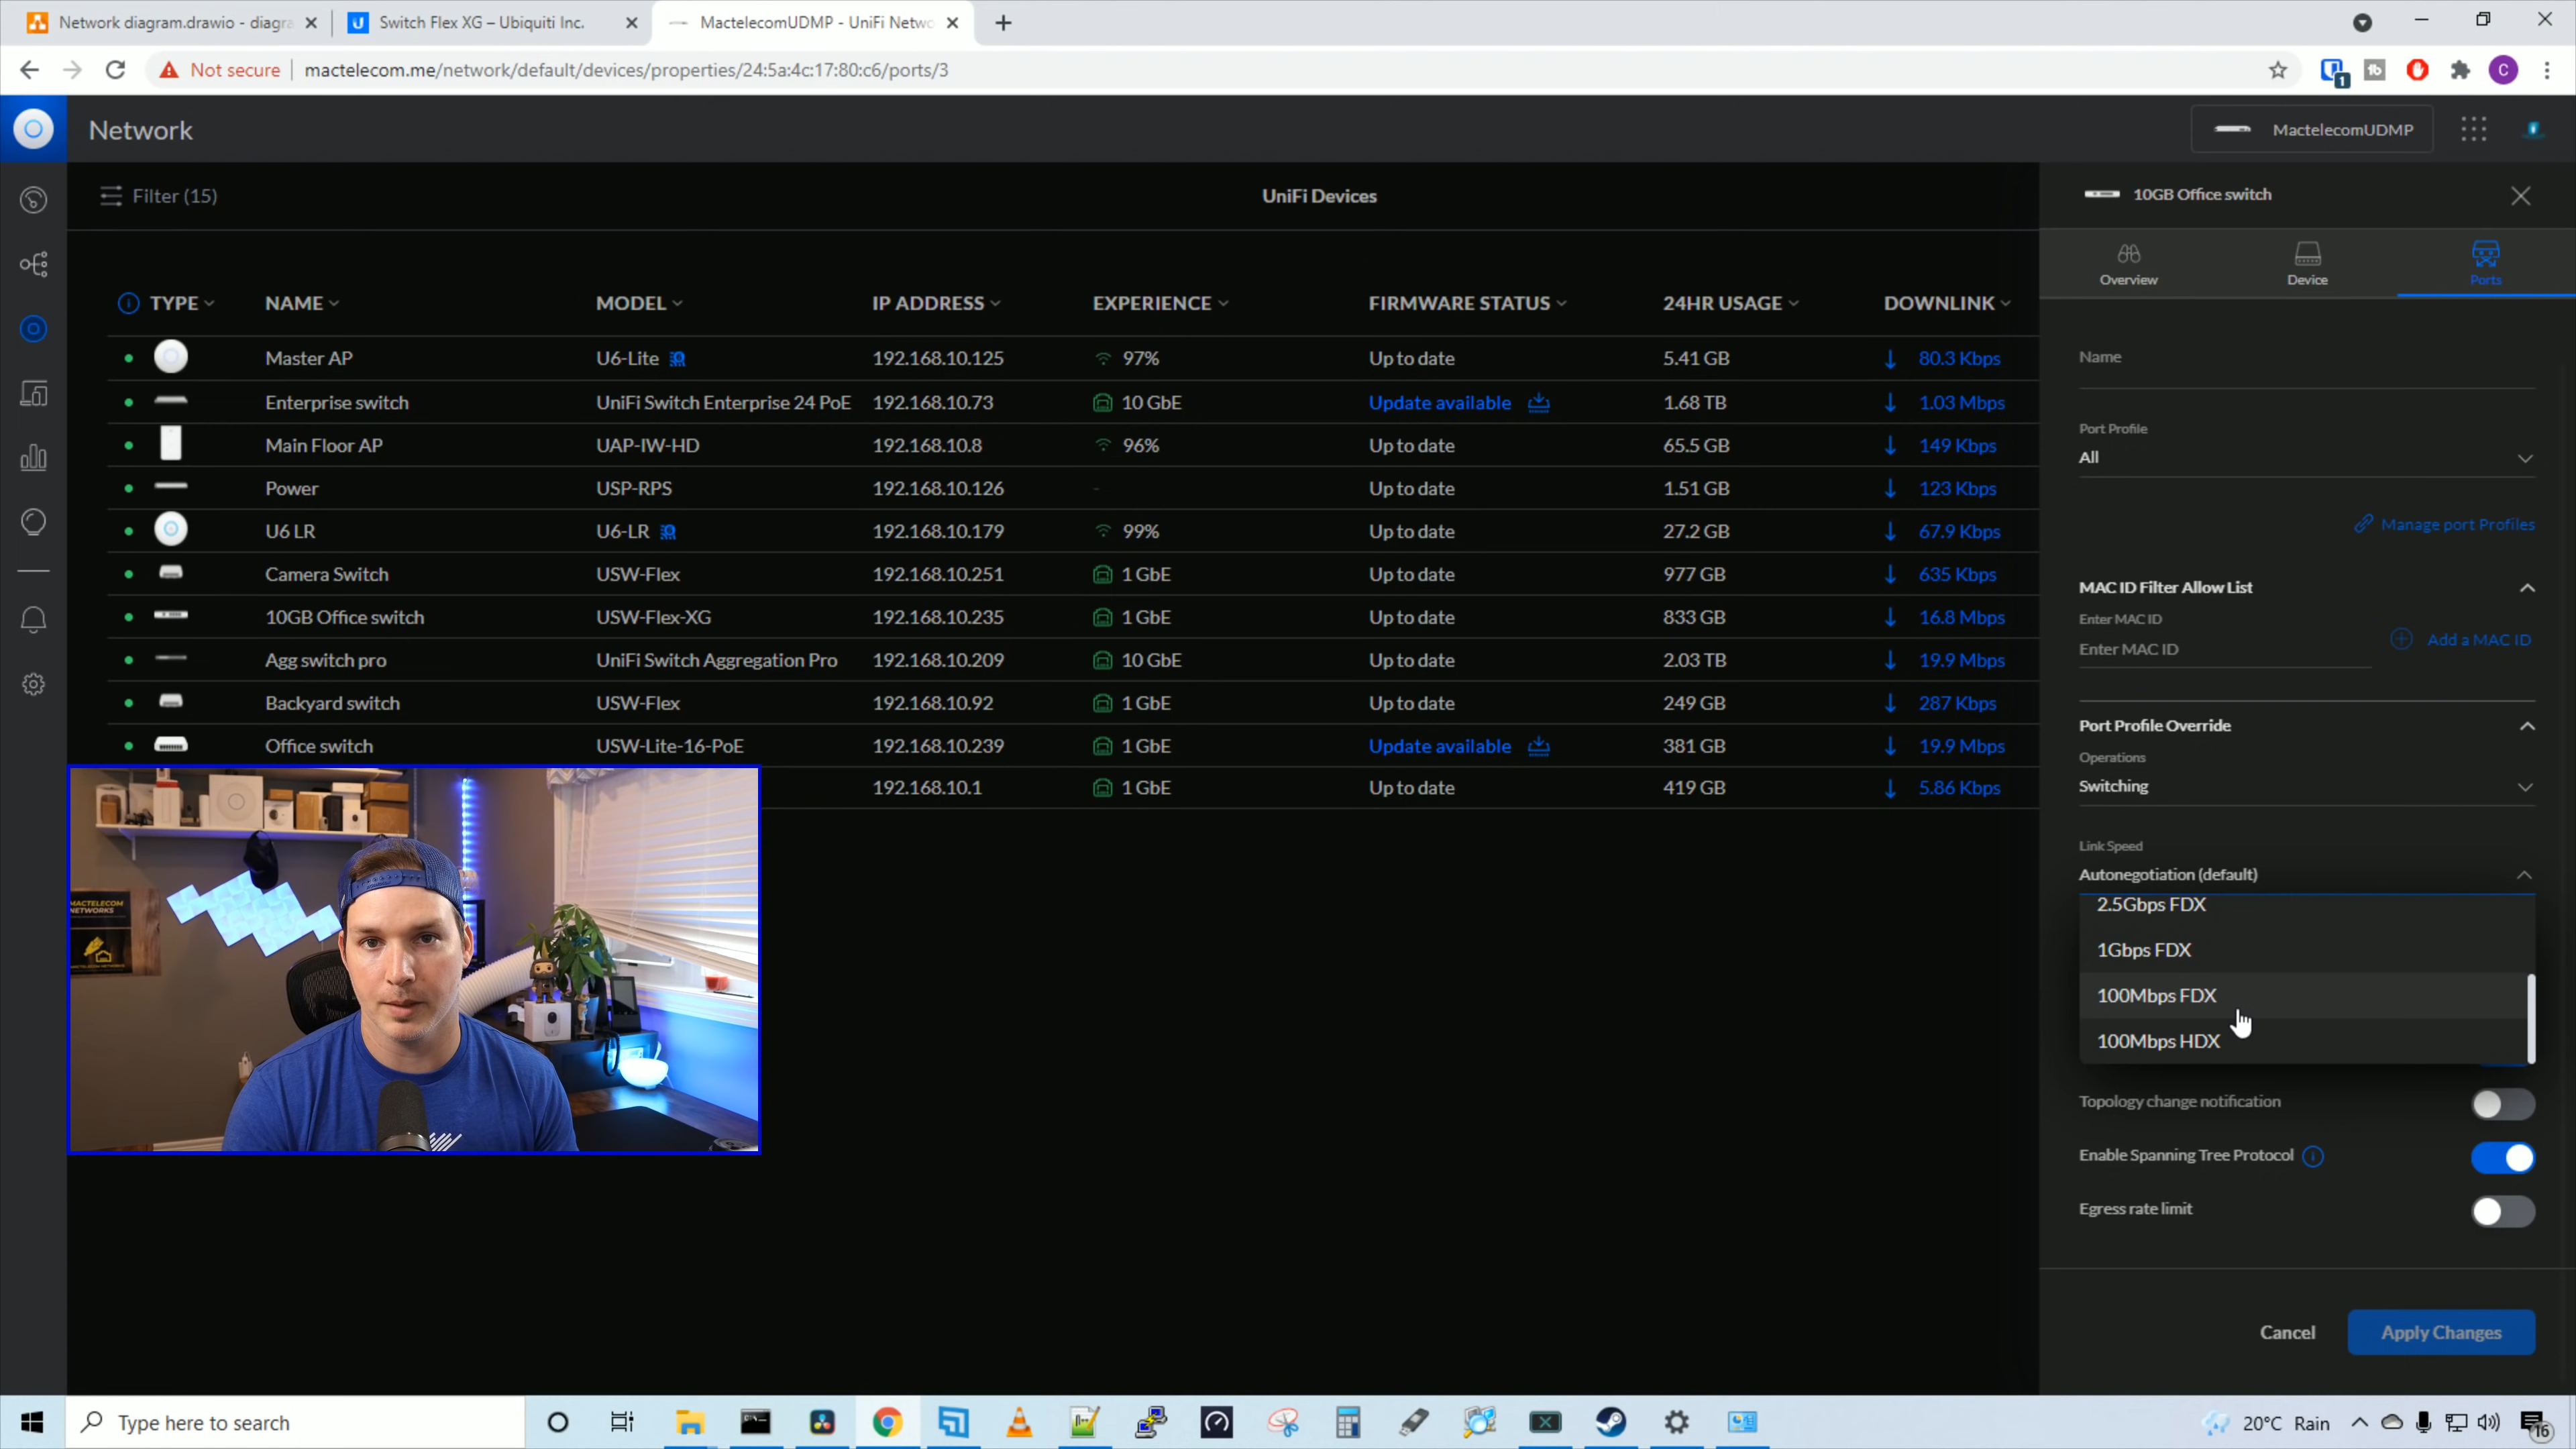 Network diagram.drawio - diagra
Switch Flex XG – Ubiquiti Inc.
MactelecomUDMP - UniFi Netwo
Not secure
mactelecom.me/network/default/devices/properties/24:5a:4c:17:80:c6/ports/3
1
C
Network
MactelecomUDMP
Filter (15)
UniFi Devices
10GB Office switch
Overview
Device
Ports
TYPE NAME MODEL IP ADDRESS EXPERIENCE FIRMWARE STATUS 24HR USAGE DOWNLINK
Master AP U6-Lite 192.168.10.125 97% Up to date 5.41 GB 80.3 Kbps
Enterprise switch UniFi Switch Enterprise 24 PoE 192.168.10.73 10 GbE Update available 1.68 TB 1.03 Mbps
Main Floor AP UAP-IW-HD 192.168.10.8 96% Up to date 65.5 GB 149 Kbps
Power USP-RPS 192.168.10.126 - Up to date 1.51 GB 123 Kbps
U6 LR U6-LR 192.168.10.179 99% Up to date 27.2 GB 67.9 Kbps
Camera Switch USW-Flex 192.168.10.251 1 GbE Up to date 977 GB 635 Kbps
10GB Office switch USW-Flex-XG 192.168.10.235 1 GbE Up to date 833 GB 16.8 Mbps
Agg switch pro UniFi Switch Aggregation Pro 192.168.10.209 10 GbE Up to date 2.03 TB 19.9 Mbps
Backyard switch USW-Flex 192.168.10.92 1 GbE Up to date 249 GB 287 Kbps
Office switch USW-Lite-16-PoE 192.168.10.239 1 GbE Update available 381 GB 19.9 Mbps
192.168.10.1 1 GbE Up to date 419 GB 5.86 Kbps
Name
Port Profile
All
Manage port Profiles
MAC ID Filter Allow List
Enter MAC ID
Enter MAC ID
Add a MAC ID
Port Profile Override
Operations
Switching
Link Speed
Autonegotiation (default)
2.5Gbps FDX
1Gbps FDX
100Mbps FDX
100Mbps HDX
Topology change notification
Enable Spanning Tree Protocol
Egress rate limit
Cancel
Apply Changes
MACTELECOM
NETWORKS
Type here to search
20°C Rain
16